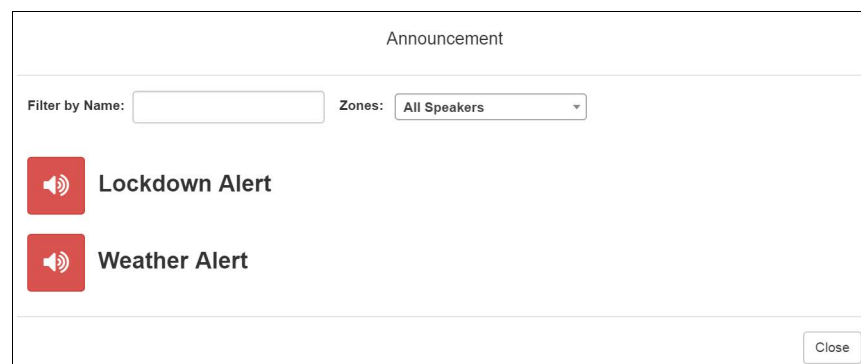 Announcement
Filter by Name: Zones: All Speakers
Lockdown Alert
Weather Alert
Close